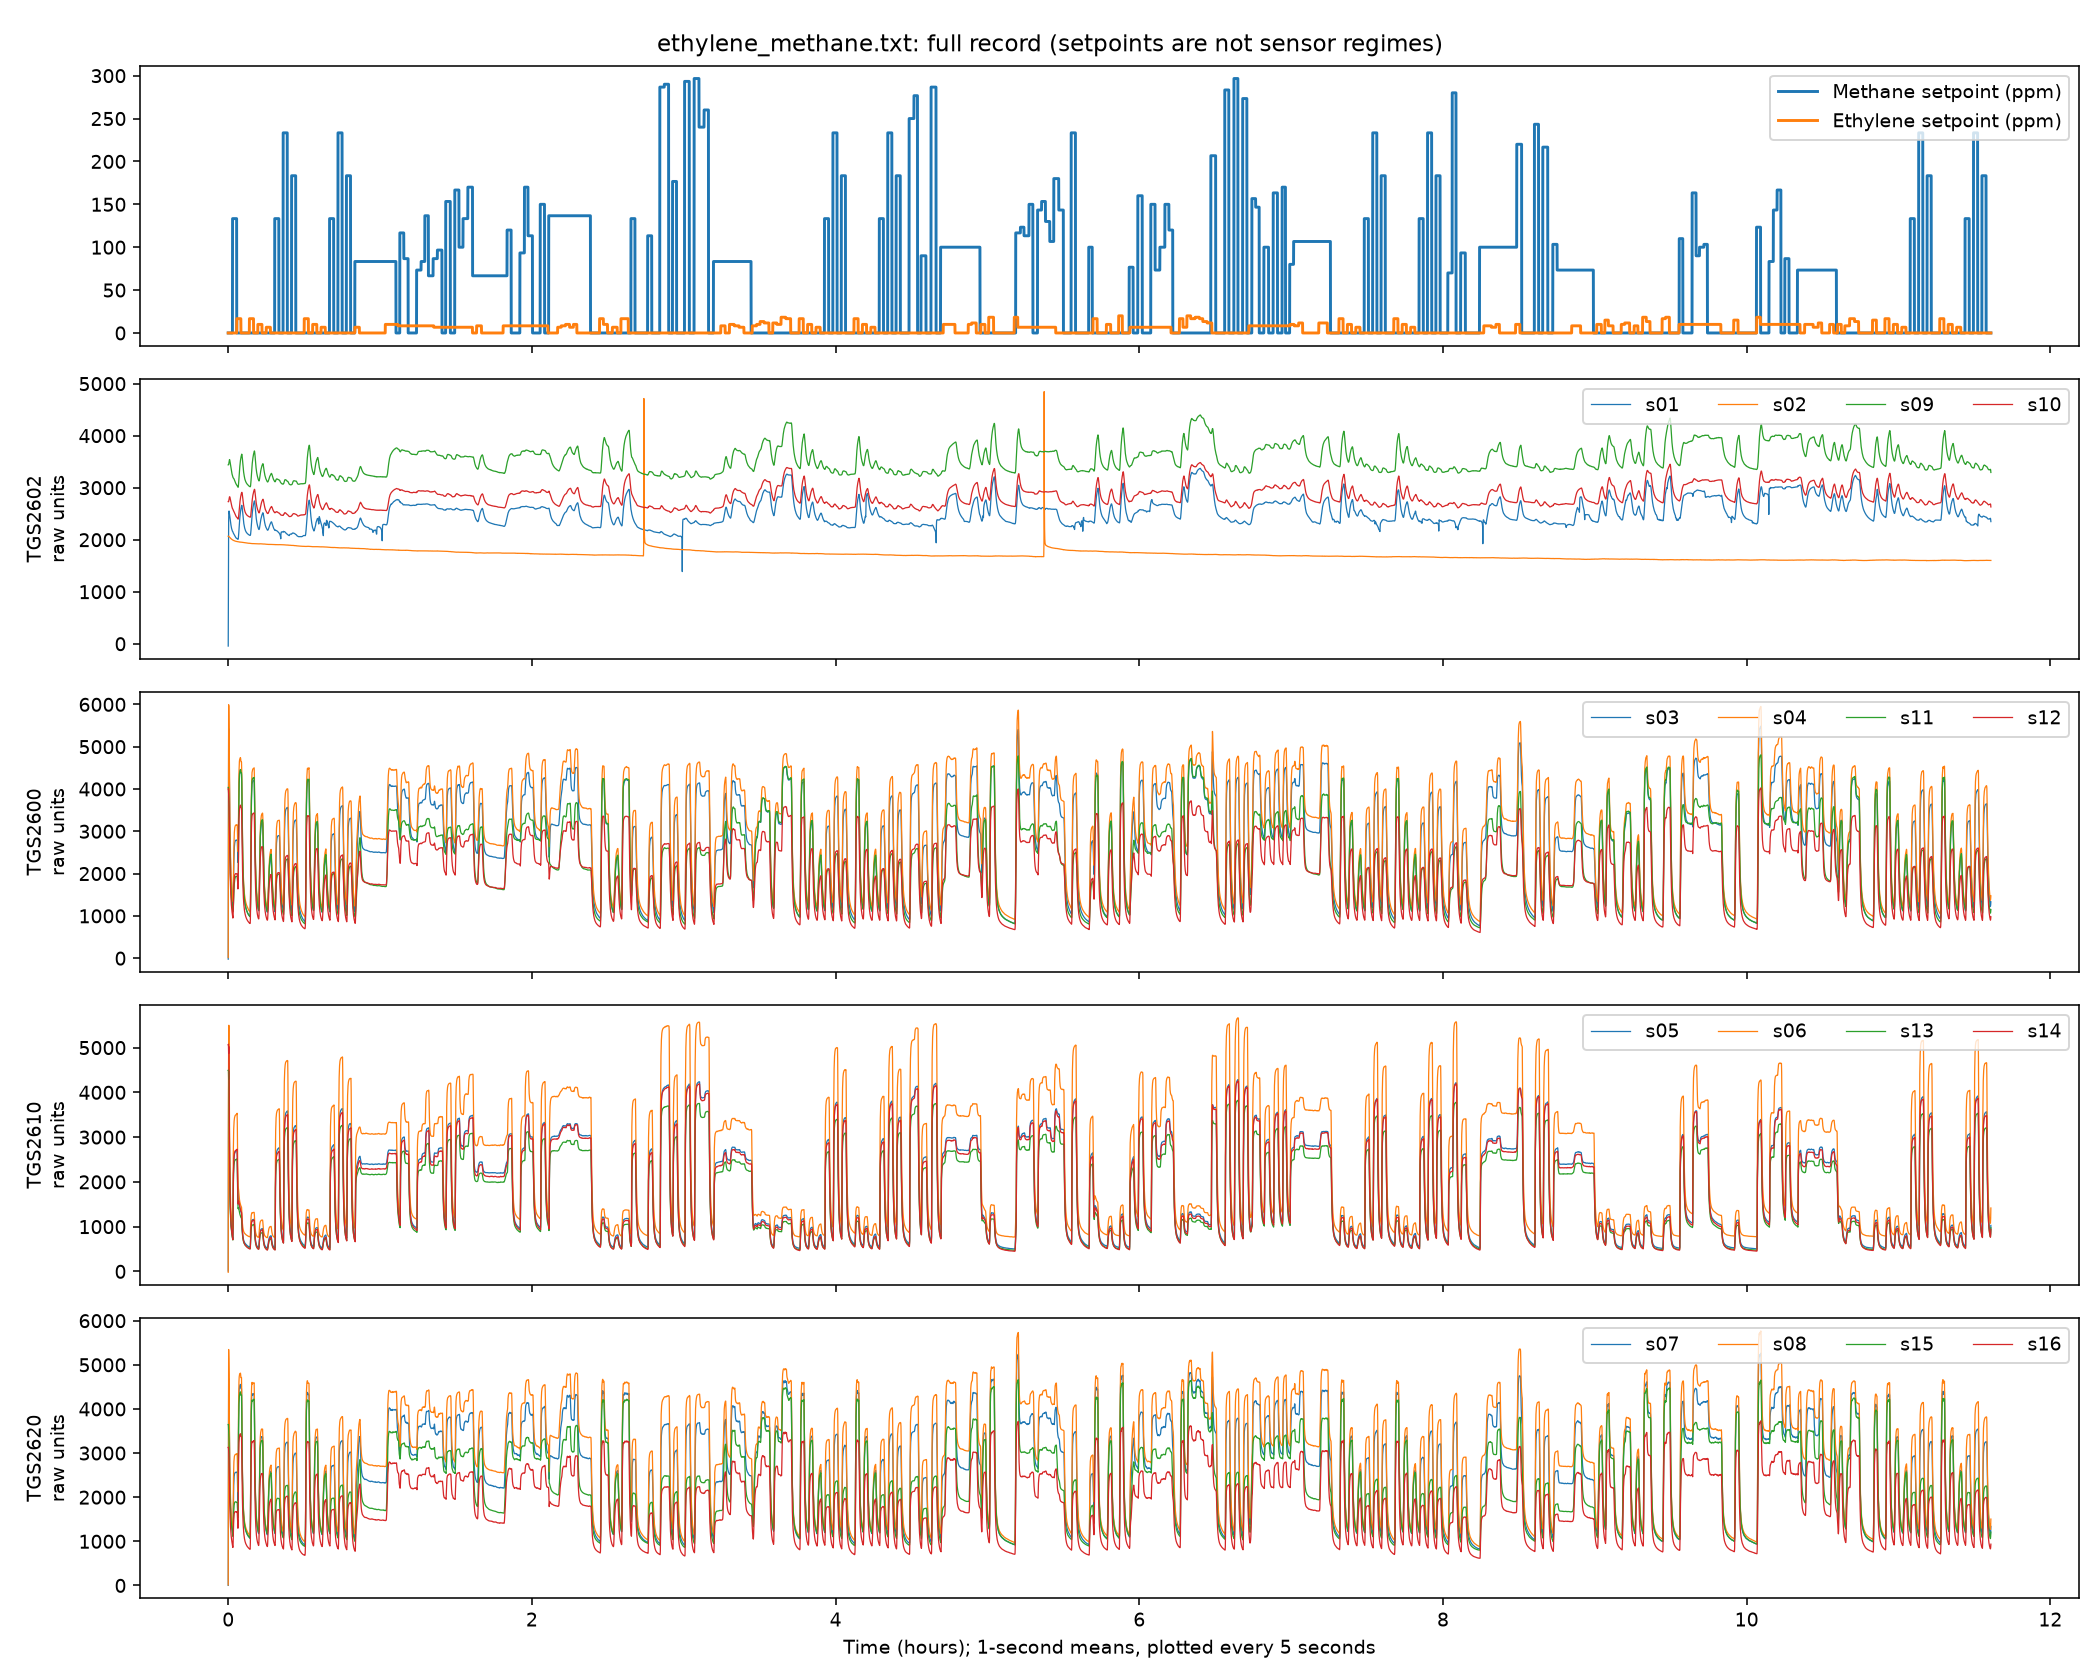 ethylene_methane.txt: full record (setpoints are not sensor regimes)
300
250
200
150
100
50
0
Methane setpoint (ppm)
Ethylene setpoint (ppm)
TGS2602
raw units
5000
4000
3000
2000
1000
0
s01 s02 s09 s10
TGS2600
raw units
6000
5000
4000
3000
2000
1000
0
s03 s04 s11 s12
TGS2610
raw units
5000
4000
3000
2000
1000
0
s05 s06 s13 s14
TGS2620
raw units
6000
5000
4000
3000
2000
1000
0
s07 s08 s15 s16
0 2 4 6 8 10 12
Time (hours); 1-second means, plotted every 5 seconds